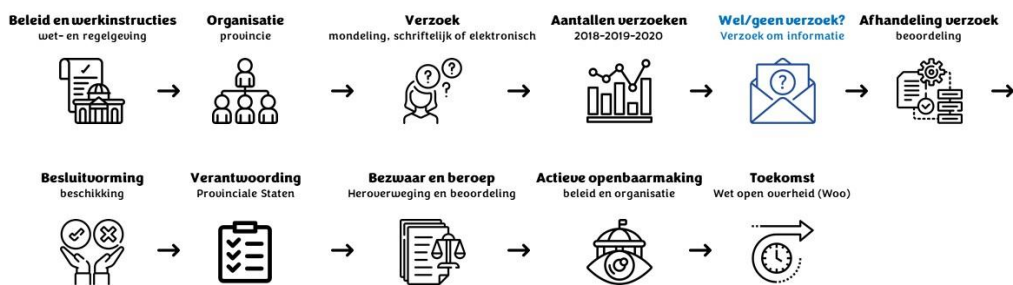 Beleid en werkinstructies
wet- en regelgeving
Organisatie
provincie
Verzoek
mondeling, schriftelijk of elektronisch
Aantallen verzoeken
2018-2019-2020
Wel/geen verzoek?
Verzoek om informatie
Afhandeling verzoek
beoordeling
Besluitvorming
beschikking
Verantwoording
Provinciale Staten
Bezwaar en beroep
Heroverweging en beoordeling
Actieve openbaarmaking
beleid en organisatie
Toekomst
Wet open overheid (Woo)